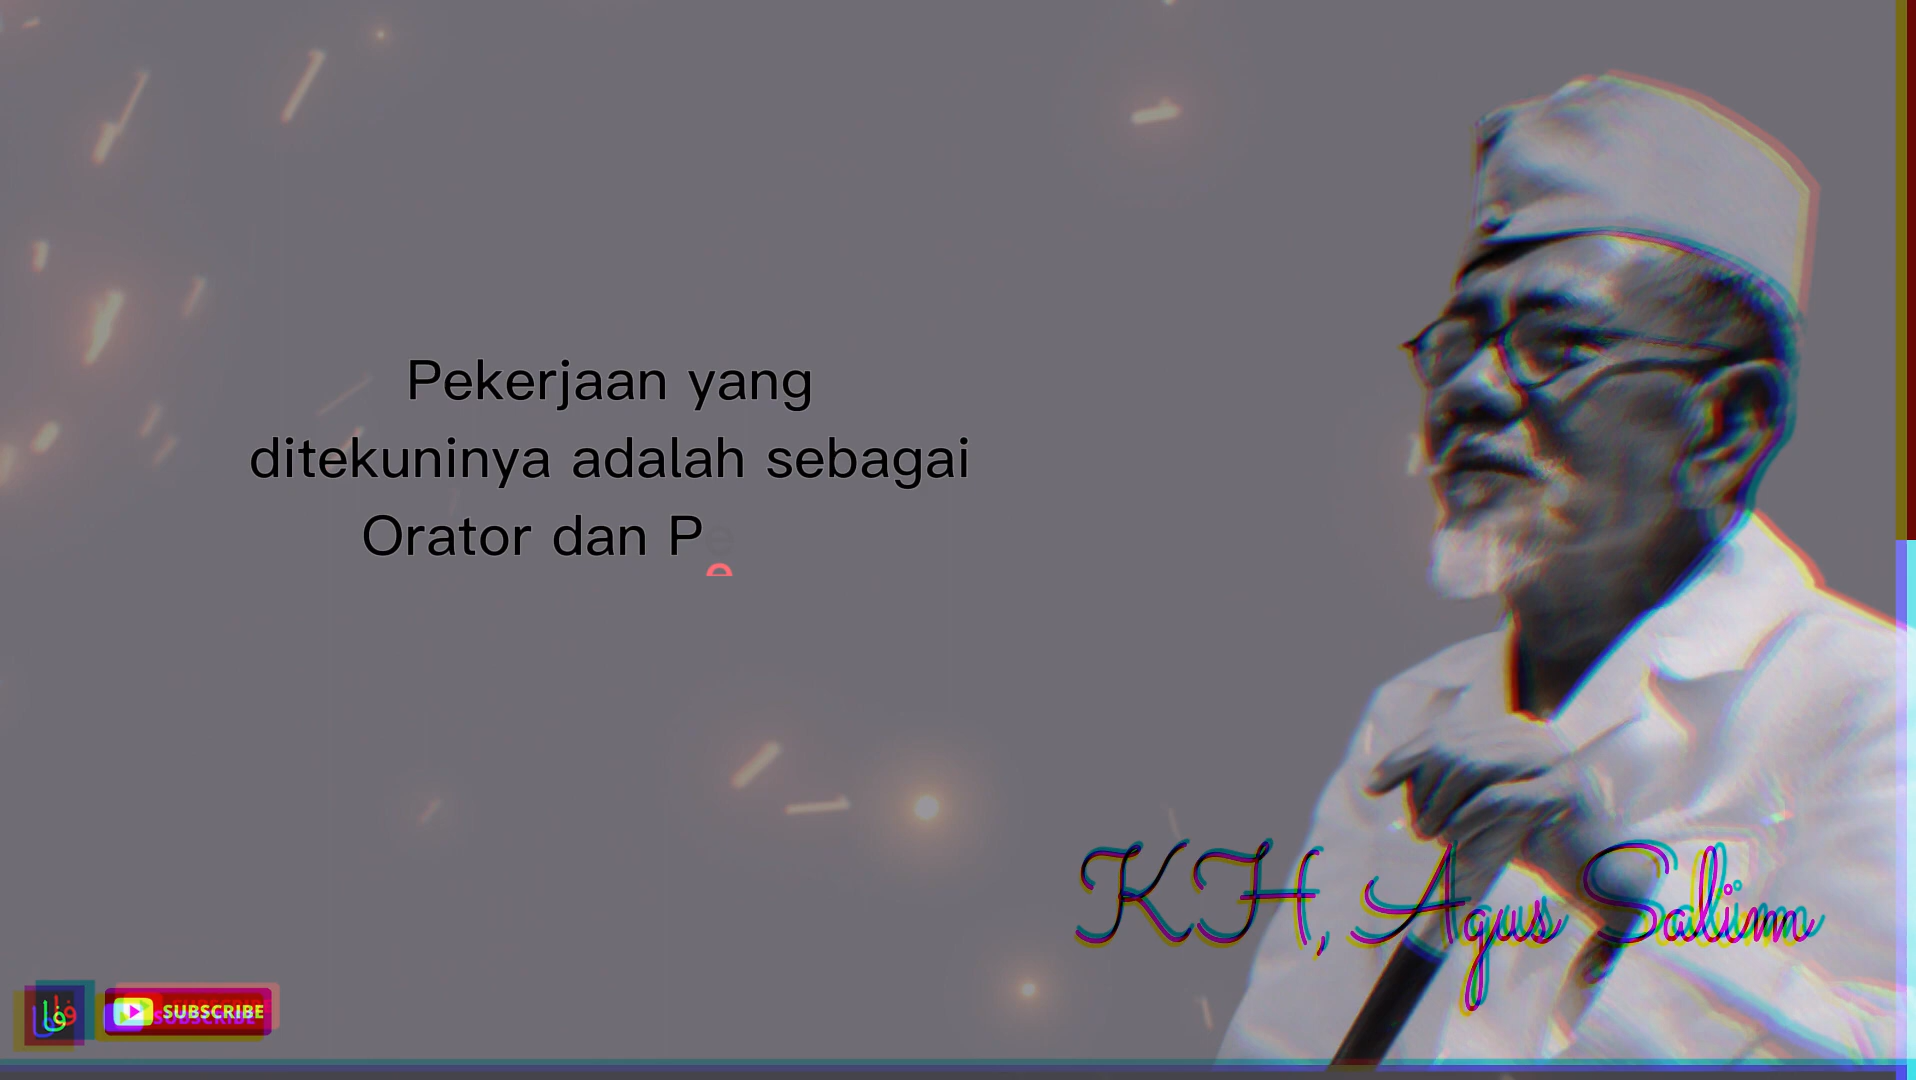 Pekerjaan yang
ditekuninya adalah sebagai
Orator dan P
KH, Agus Salim
SUBSCRIBE